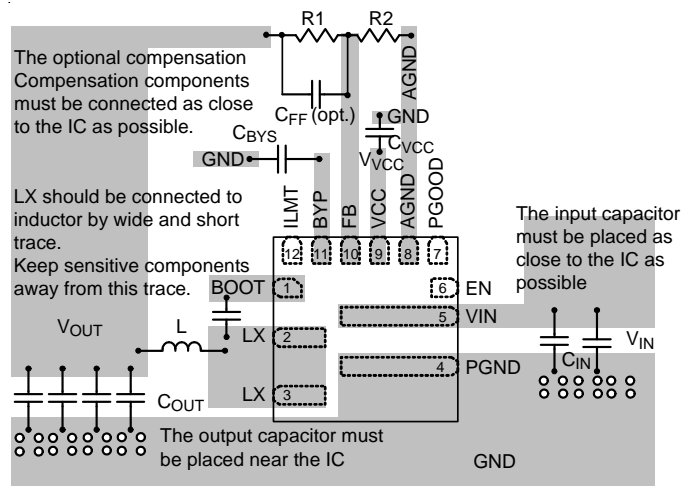 R1 R2
The optional compensation
Compensation components
must be connected as close
to the IC as possible.
AGND
CFF (opt.)
GND
CVCC
VVCC
CBYS
GND
LX should be connected to
inductor by wide and short
trace.
Keep sensitive components
away from this trace.
ILMT BYP FB VCC AGND PGOOD
12 11 10 9 8 7
The input capacitor
must be placed as
close to the IC as
possible
BOOT 1 6 EN
5 VIN
VOUT L LX 2
CIN VIN
4 PGND
LX 3
COUT
The output capacitor must
be placed near the IC
GND